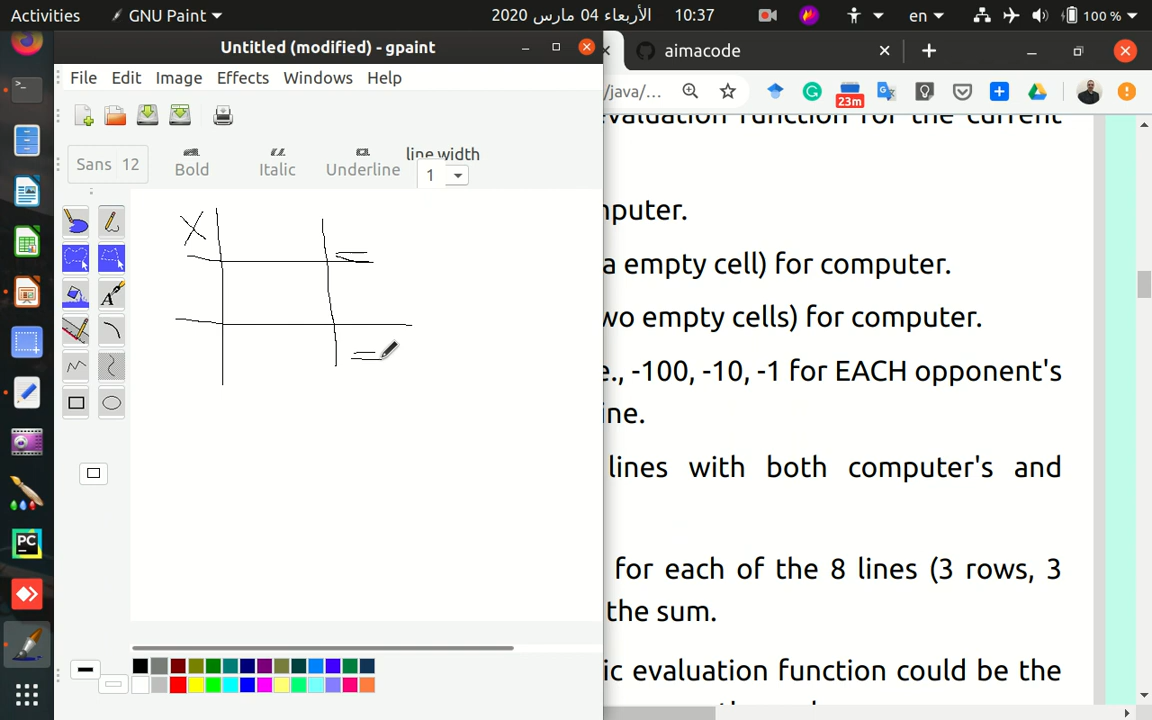 Activities
GNU Paint
الأربعاء 04 مارس 2020
10:37
en
100 %
Untitled (modified) - gpaint
File Edit Image Effects Windows Help
Sans 12
Bold
Italic
Underline
line width
1
X
aimacode
/java/...
23m
evaluation function for the current
mputer.
a empty cell) for computer.
wo empty cells) for computer.
e., -100, -10, -1 for EACH opponent's
ine.
lines with both computer's and
for each of the 8 lines (3 rows, 3
the sum.
ic evaluation function could be the